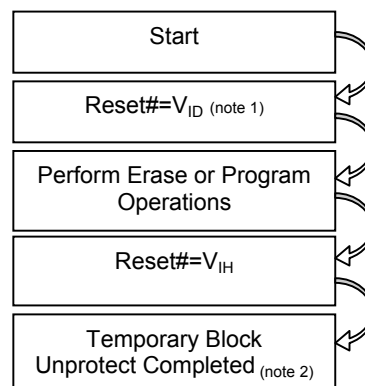 Start
Reset#=VID (note 1)
Perform Erase or Program
Operations
Reset#=VIH
Temporary Block
Unprotect Completed (note 2)